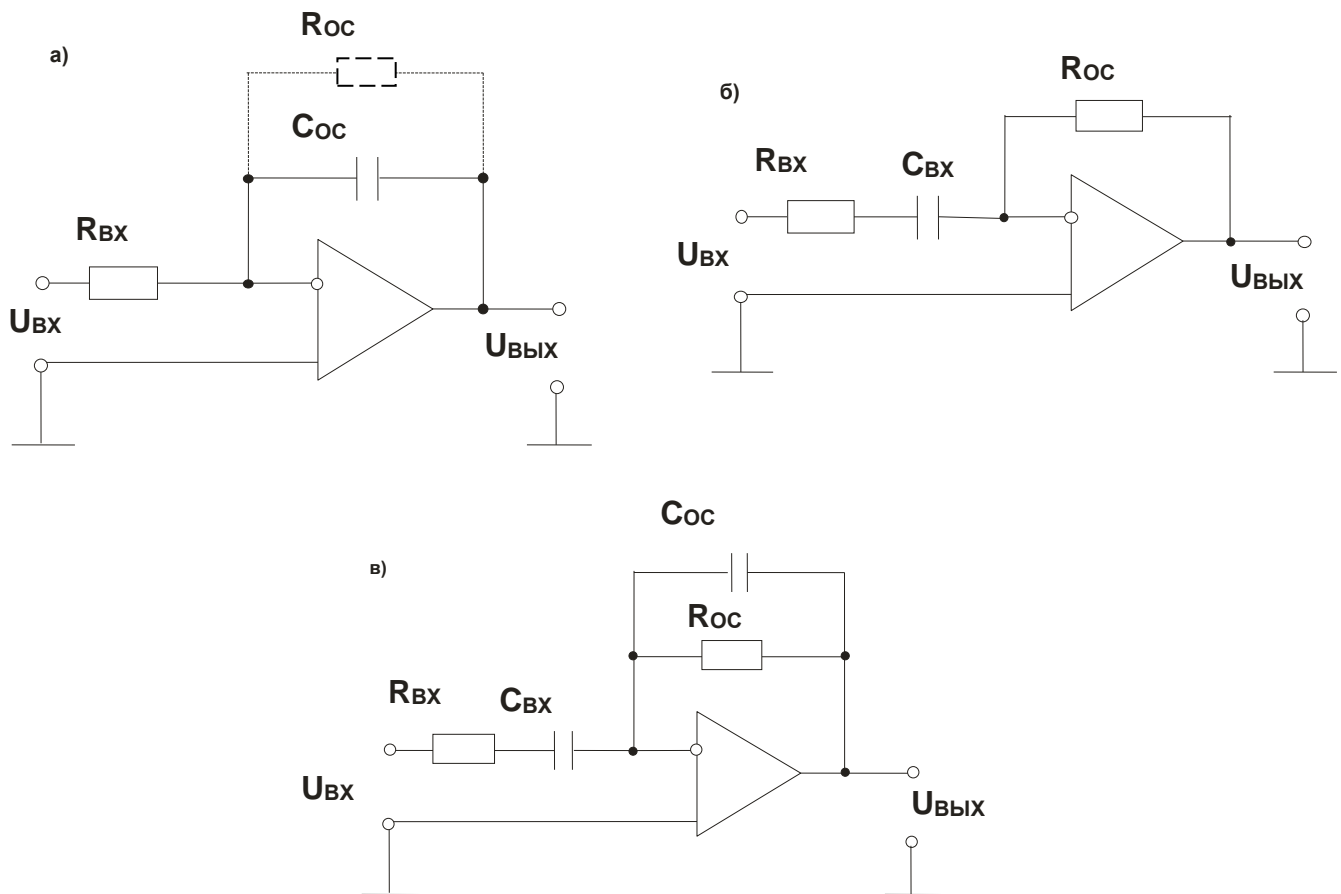 а)
RОС
CОС
RВХ
UВХ
UВЫХ
б)
RОС
RВХ
CВХ
UВХ
UВЫХ
в)
CОС
RОС
RВХ
CВХ
UВХ
UВЫХ